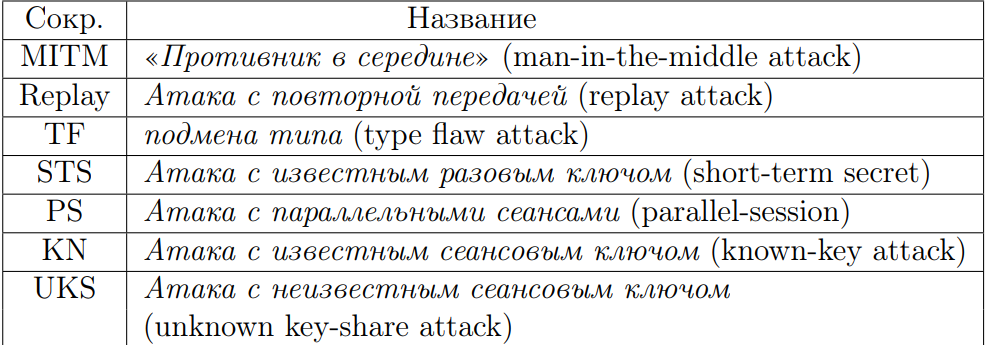 Сокр. Название
MITM «Противник в середине» (man-in-the-middle attack)
Replay Атака с повторной передачей (replay attack)
TF подмена типа (type flaw attack)
STS Атака с известным разовым ключом (short-term secret)
PS Атака с параллельными сеансами (parallel-session)
KN Атака с известным сеансовым ключом (known-key attack)
UKS Атака с неизвестным сеансовым ключом
(unknown key-share attack)